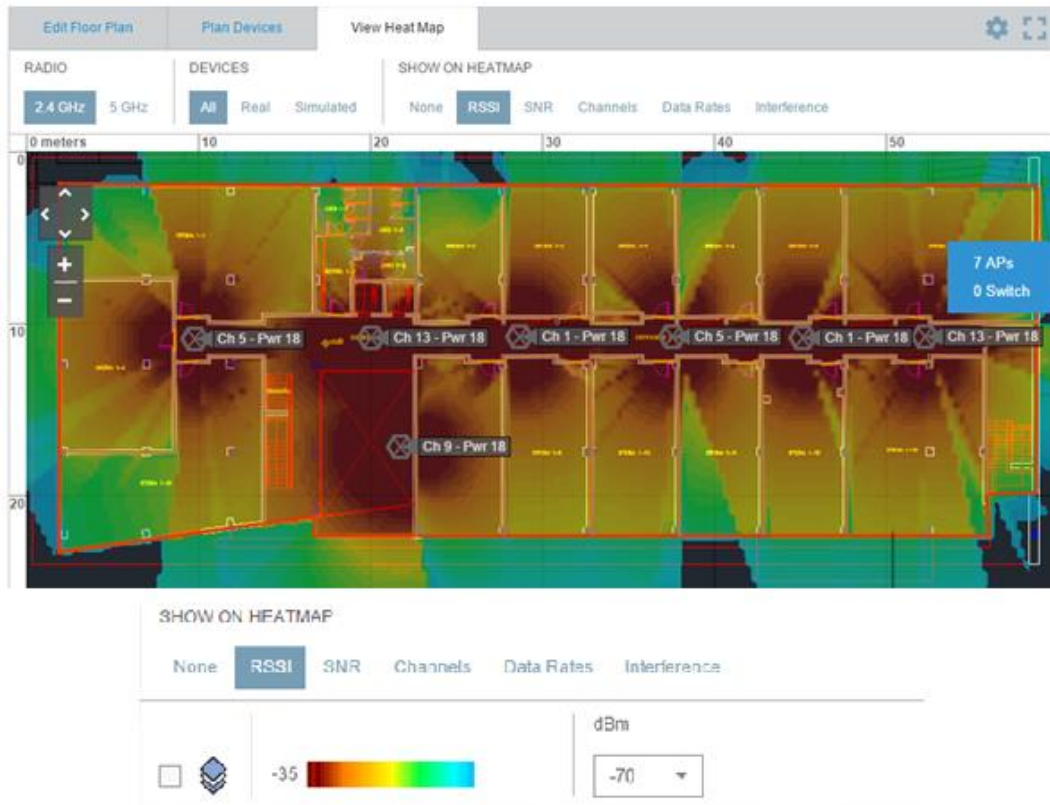 Edit Floor Plan Plan Devices View Heat Map
RADIO DEVICES SHOW ON HEATMAP
2.4 GHz 5 GHz All Real Simulated None RSSI SNR Channels Data Rates Interference
0 meters 10 20 30 40 50
0
7 APs
0 Switch
10
Ch 5 - Pwr 18 Ch 13 - Pwr 18 Ch 1 - Pwr 18 Ch 5 - Pwr 18 Ch 1 - Pwr 18 Ch 13 - Pwr 18
Ch 9 - Pwr 18
20
SHOW ON HEATMAP
None RSSI SNR Channels Data Rates Interference
dBm
-35 -70